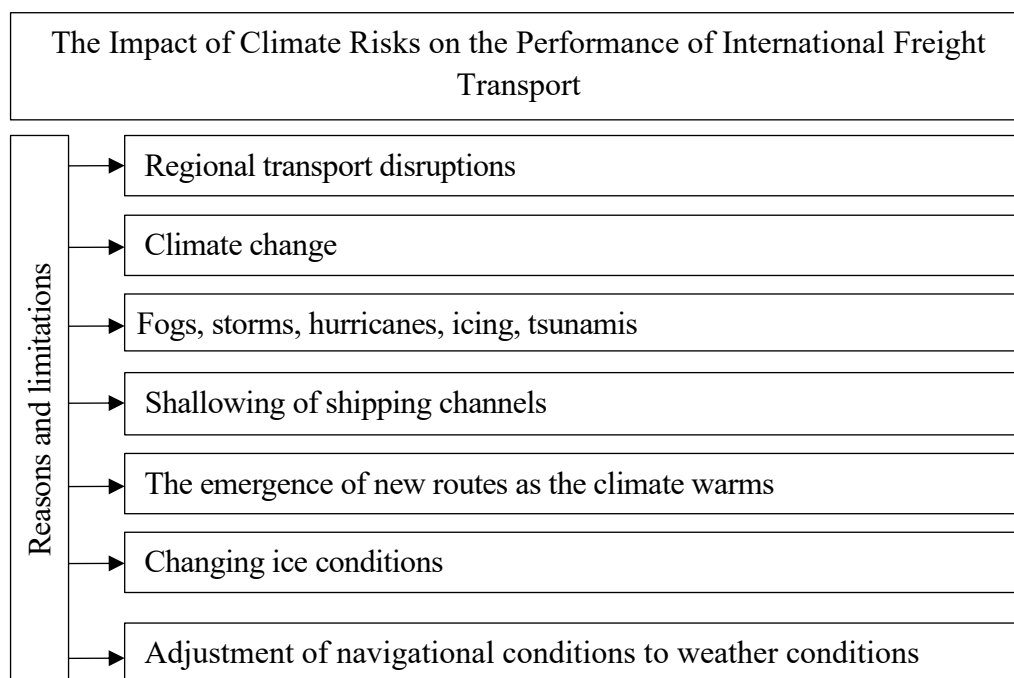 The Impact of Climate Risks on the Performance of International Freight
Transport
Reasons and limitations
Regional transport disruptions
Climate change
Fogs, storms, hurricanes, icing, tsunamis
Shallowing of shipping channels
The emergence of new routes as the climate warms
Changing ice conditions
Adjustment of navigational conditions to weather conditions